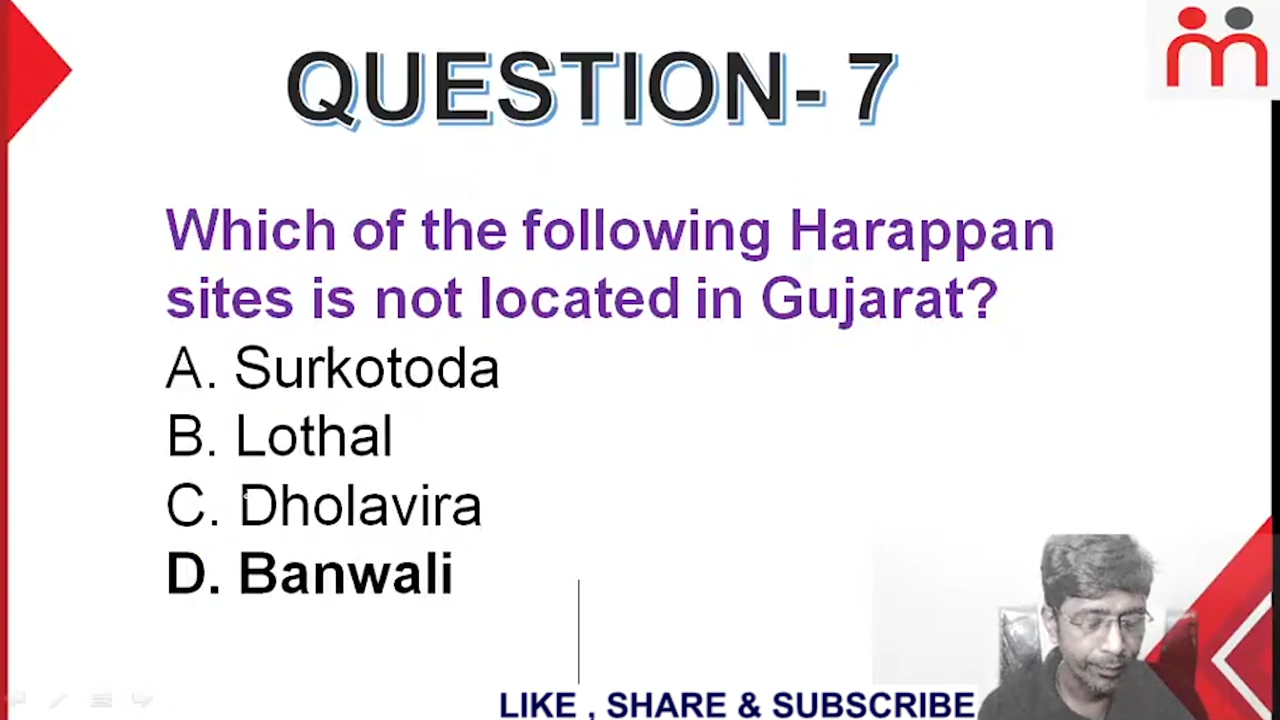 QUESTION- 7
Which of the following Harappan
sites is not located in Gujarat?
A. Surkotoda
B. Lothal
C. Dholavira
D. Banwali
LIKE , SHARE & SUBSCRIBE